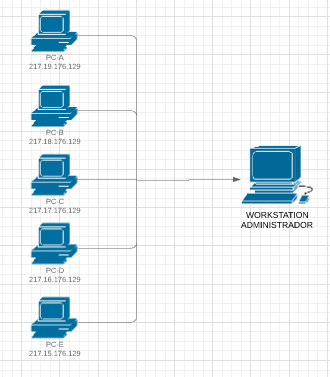 PC-A
217.19.176.129
PC-B
217.18.176.129
PC-C
217.17.176.129
PC-D
217.16.176.129
PC-E
217.15.176.129
WORKSTATION
ADMINISTRADOR